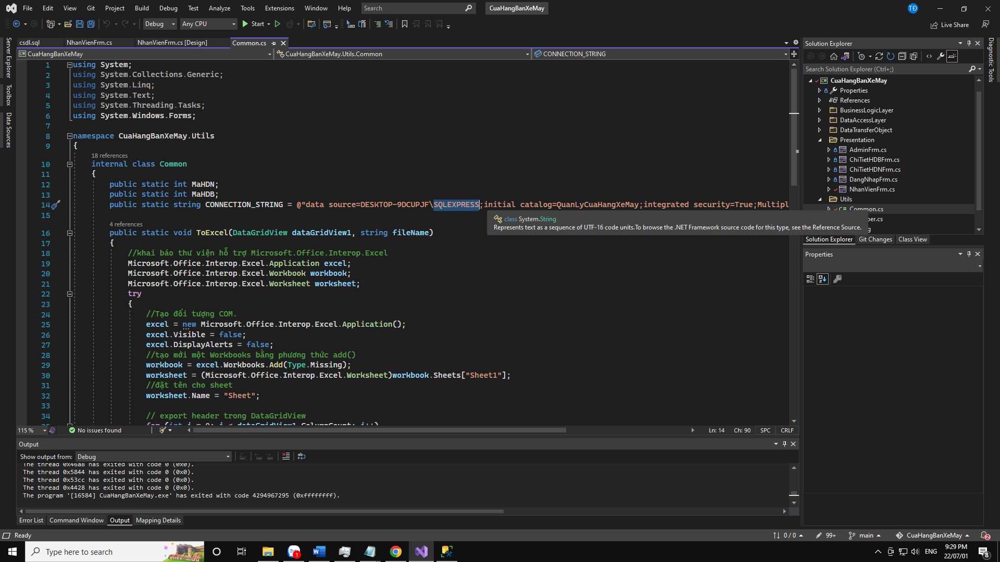 File Edit View Git Project Build Debug Test Analyze Tools Extensions Window Help Search CuaHangBanXeMay TĐ
Debug Any CPU Start Live Share
csdl.sql NhanVienFrm.cs NhanVienFrm.cs [Design] Common.cs
CuaHangBanXeMay CuaHangBanXeMay.Utils.Common CONNECTION_STRING
Server Explorer
Toolbox
Data Sources
1 using System;
2 using System.Collections.Generic;
3 using System.Linq;
4 using System.Text;
5 using System.Threading.Tasks;
6 using System.Windows.Forms;
7
8 namespace CuaHangBanXeMay.Utils
9 {
18 references
10 internal class Common
11 {
12 public static int MaHDN;
13 public static int MaHDB;
14 public static string CONNECTION_STRING = @"data source=DESKTOP-9DCUPJF\SQLEXPRESS;initial catalog=QuanLyCuaHangXeMay;integrated security=True;Multipl
15
class System.String
Represents text as a sequence of UTF-16 code units.To browse the .NET Framework source code for this type, see the Reference Source.
4 references
16 public static void ToExcel(DataGridView dataGridView1, string fileName)
17 {
18 //khai báo thư viện hỗ trợ Microsoft.Office.Interop.Excel
19 Microsoft.Office.Interop.Excel.Application excel;
20 Microsoft.Office.Interop.Excel.Workbook workbook;
21 Microsoft.Office.Interop.Excel.Worksheet worksheet;
22 try
23 {
24 //Tạo đối tượng COM.
25 excel = new Microsoft.Office.Interop.Excel.Application();
26 excel.Visible = false;
27 excel.DisplayAlerts = false;
28 //tạo mới một Workbooks bằng phương thức add()
29 workbook = excel.Workbooks.Add(Type.Missing);
30 worksheet = (Microsoft.Office.Interop.Excel.Worksheet)workbook.Sheets["Sheet1"];
31 //đặt tên cho sheet
32 worksheet.Name = "Sheet";
33
34 // export header trong DataGridView
115 % No issues found Ln: 14 Ch: 90 SPC CRLF
Output
Show output from: Debug
The thread 0x46a8 has exited with code 0 (0x0).
The thread 0x5844 has exited with code 0 (0x0).
The thread 0x53cc has exited with code 0 (0x0).
The thread 0x4428 has exited with code 0 (0x0).
The program '[16584] CuaHangBanXeMay.exe' has exited with code 4294967295 (0xffffffff).
Error List Command Window Output Mapping Details
Solution Explorer
Search Solution Explorer (Ctrl+;)
CuaHangBanXeMay
Properties
References
BusinessLogicLayer
DataAccessLayer
DataTransferObject
Presentation
AdminFrm.cs
ChiTietHDBFrm.cs
ChiTietHDNFrm.cs
DangNhapFrm.cs
NhanVienFrm.cs
Utils
Common.cs
per.cs
g
Solution Explorer Git Changes Class View
Properties
Diagnostic Tools
Ready 0 / 0 99+ main CuaHangBanXeMay 2
Type here to search 1 ENG 9:29 PM 22/07/01 8